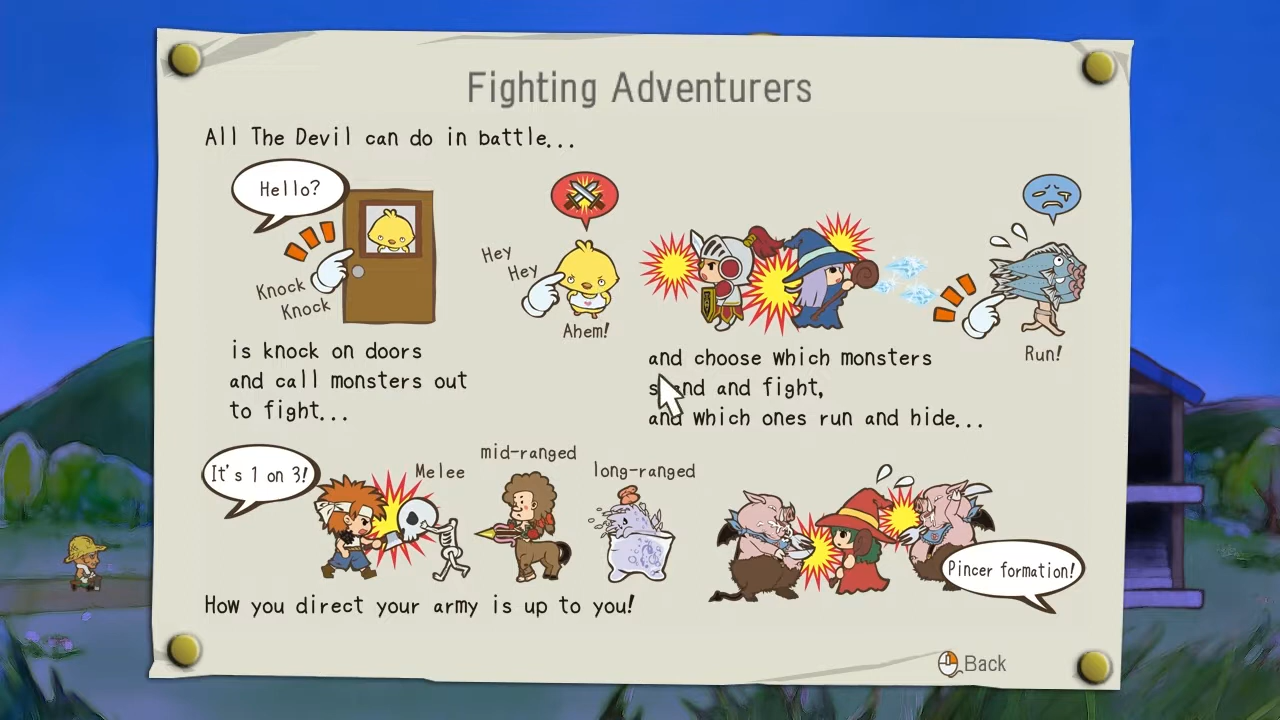 Fighting Adventurers
All The Devil can do in battle...
Hello?
Knock
Knock
is knock on doors
and call monsters out
to fight...
Hey
Hey
Ahem!
and choose which monsters
and fight,
and which ones run and hide...
Run!
It's 1 on 3!
Melee
mid-ranged
long-ranged
Pincer formation!
How you direct your army is up to you!
Back